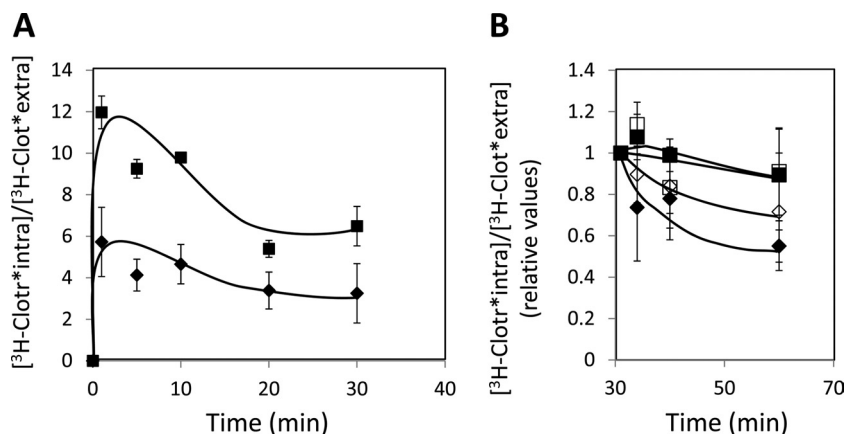 A
[³H-Clotr*intra]/[³H-Clot*extra]
14
12
10
8
6
4
2
0
0 10 20 30 40
Time (min)
B
[³H-Clotr*intra]/[³H-Clot*extra]
(relative values)
1.4
1.2
1
0.8
0.6
0.4
0.2
0
30 50 70
Time (min)